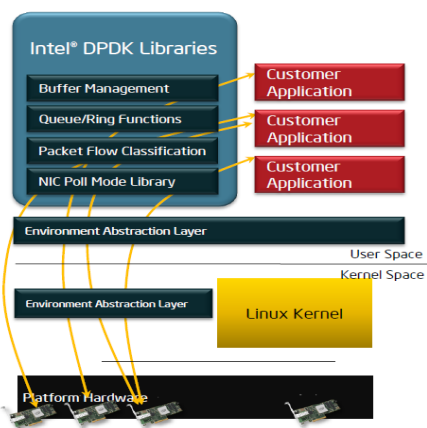 Intel® DPDK Libraries
Buffer Management
Queue/Ring Functions
Packet Flow Classification
NIC Poll Mode Library
Customer
Application
Customer
Application
Customer
Application
Environment Abstraction Layer
User Space
Kernel Space
Environment Abstraction Layer
Linux Kernel
Platform Hardware